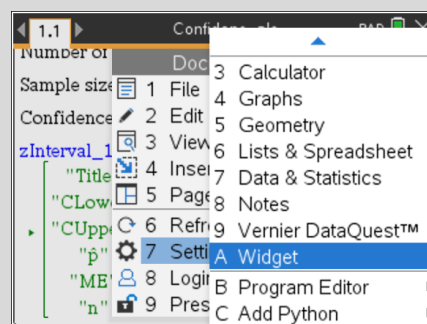 1.1
RAD
Number of
Sample size
Confidence
zInterval_1
"Title
"CLow
"CUppe
"p̂"
"ME"
"n"
Doc
1 File
2 Edit
3 View
4 Inser
5 Page
6 Refr
7 Setti
8 Login
9 Pres
3 Calculator
4 Graphs
5 Geometry
6 Lists & Spreadsheet
7 Data & Statistics
8 Notes
9 Vernier DataQuest™
A Widget
B Program Editor
C Add Python